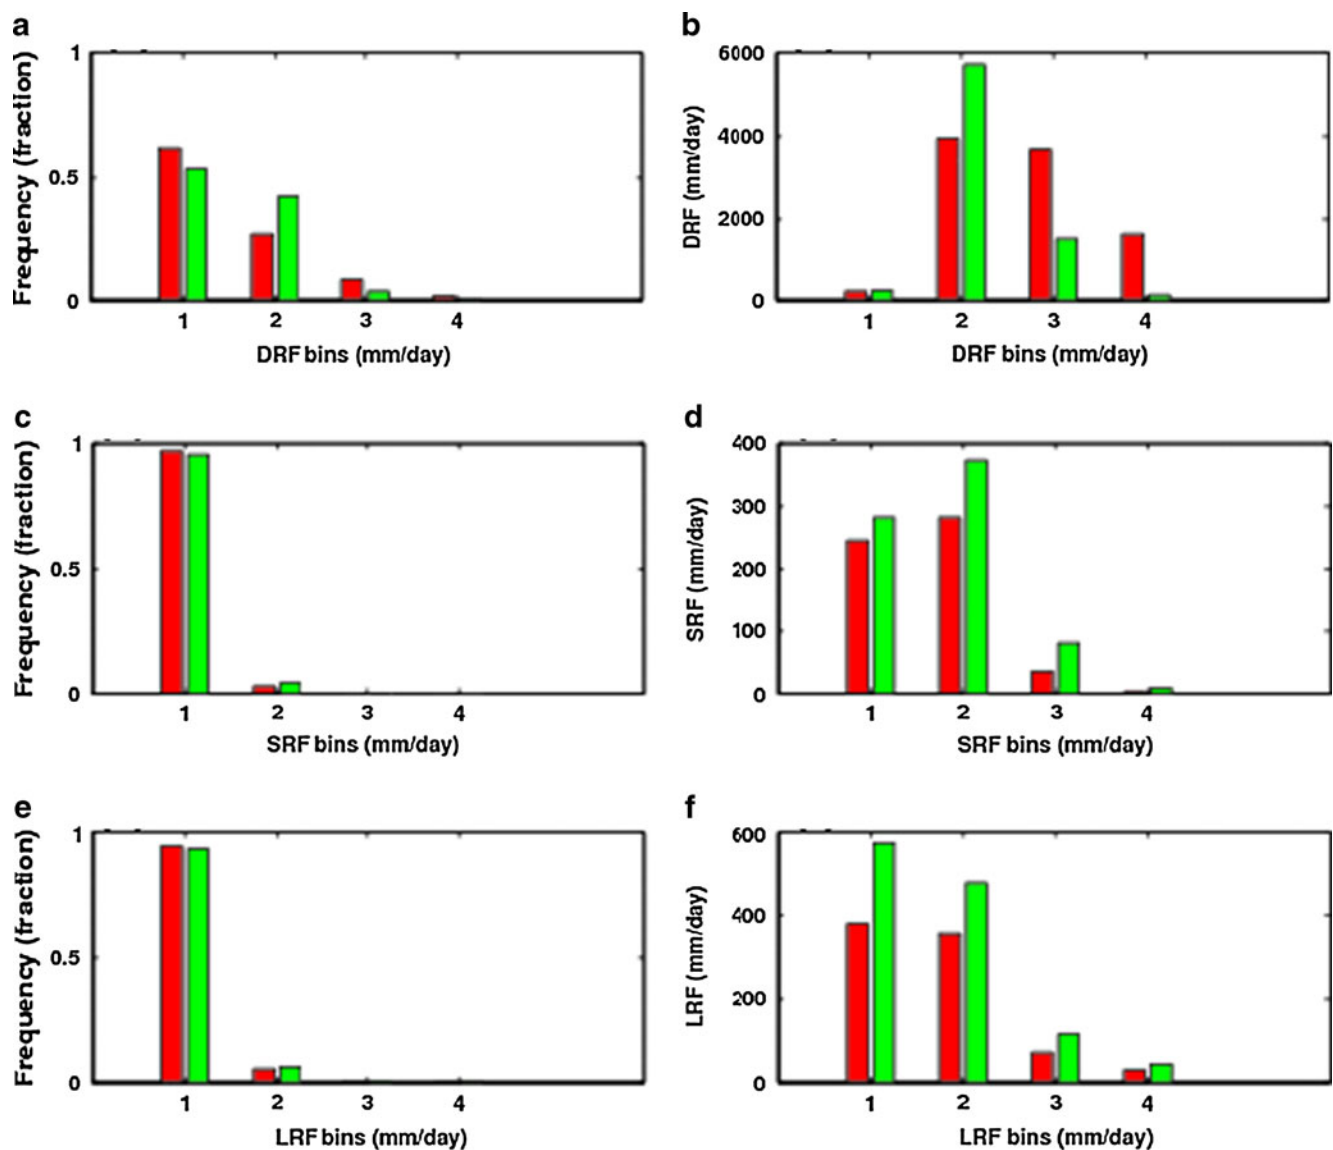 a
1
0.5
0
Frequency (fraction)
1 2 3 4
DRF bins (mm/day)
b
6000
4000
2000
0
DRF (mm/day)
1 2 3 4
DRF bins (mm/day)
c
1
0.5
0
Frequency (fraction)
1 2 3 4
SRF bins (mm/day)
d
400
300
200
100
0
SRF (mm/day)
1 2 3 4
SRF bins (mm/day)
e
1
0.5
0
Frequency (fraction)
1 2 3 4
LRF bins (mm/day)
f
600
400
200
0
LRF (mm/day)
1 2 3 4
LRF bins (mm/day)